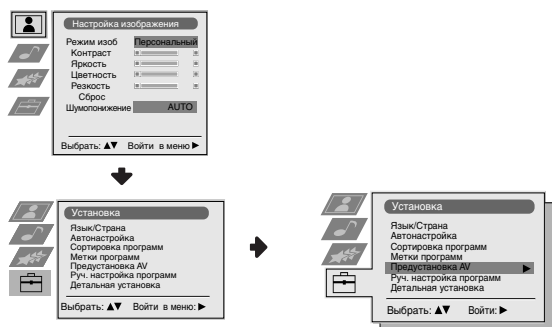 Настройка изображения
Режим изоб Персональный
Контраст
Яркость
Цветность
Резкость
Сброс
Шумопонижение AUTO
Выбрать: ▲▼ Войти в меню ▶
Установка
Язык/Страна
Автонастройка
Сортировка программ
Метки программ
Предустановка AV
Руч. настройка программ
Детальная установка
Выбрать: ▲▼ Войти в меню: ▶
Установка
Язык/Страна
Автонастройка
Сортировка программ
Метки программ
Предустановка AV ▶
Руч. настройка программ
Детальная установка
Выбрать: ▲▼ Войти: ▶